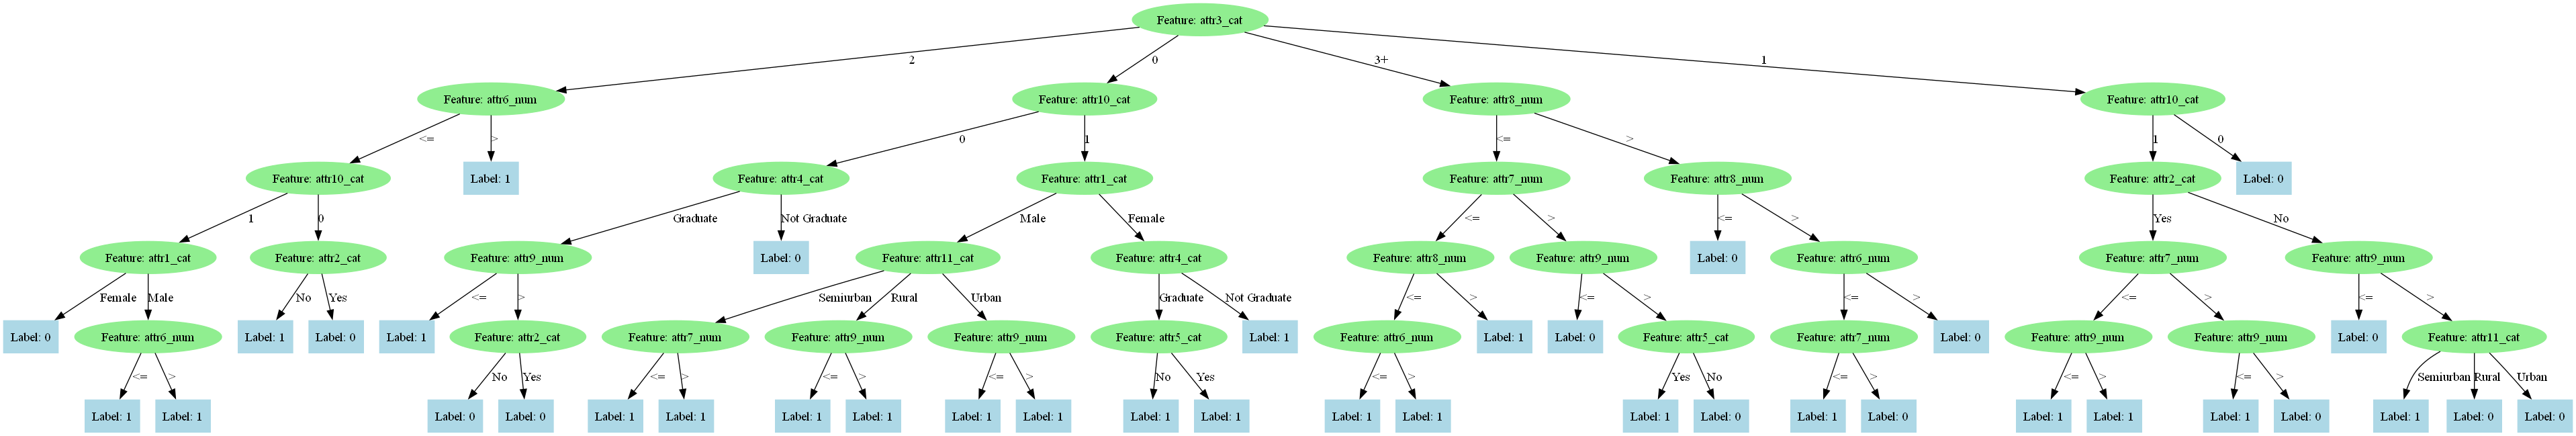 Feature: attr3_cat
2
0
3+
1
Feature: attr6_num
Feature: attr10_cat
Feature: attr8_num
Feature: attr10_cat
<=
>
0
1
<=
>
1
0
Feature: attr10_cat
Label: 1
Feature: attr4_cat
Feature: attr1_cat
Feature: attr7_num
Feature: attr8_num
Feature: attr2_cat
Label: 0
1
0
Graduate
Not Graduate
Male
Female
<=
>
<=
>
Yes
No
Feature: attr1_cat
Feature: attr2_cat
Feature: attr9_num
Label: 0
Feature: attr11_cat
Feature: attr4_cat
Feature: attr8_num
Feature: attr9_num
Label: 0
Feature: attr6_num
Feature: attr7_num
Feature: attr9_num
Female
Male
No
Yes
<=
>
Semiurban
Rural
Urban
Graduate
Not Graduate
<=
>
<=
>
<=
>
<=
>
<=
>
Label: 0
Feature: attr6_num
Label: 1
Label: 0
Label: 1
Feature: attr2_cat
Feature: attr7_num
Feature: attr9_num
Feature: attr9_num
Feature: attr5_cat
Label: 1
Feature: attr6_num
Label: 1
Label: 0
Feature: attr5_cat
Feature: attr7_num
Label: 0
Feature: attr9_num
Feature: attr9_num
Label: 0
Feature: attr11_cat
<=
>
No
Yes
<=
>
<=
>
<=
>
No
Yes
<=
>
Yes
No
<=
>
<=
>
<=
>
Semiurban
Rural
Urban
Label: 1
Label: 1
Label: 0
Label: 0
Label: 1
Label: 1
Label: 1
Label: 1
Label: 1
Label: 1
Label: 1
Label: 1
Label: 1
Label: 1
Label: 1
Label: 0
Label: 1
Label: 0
Label: 1
Label: 1
Label: 1
Label: 0
Label: 1
Label: 0
Label: 0